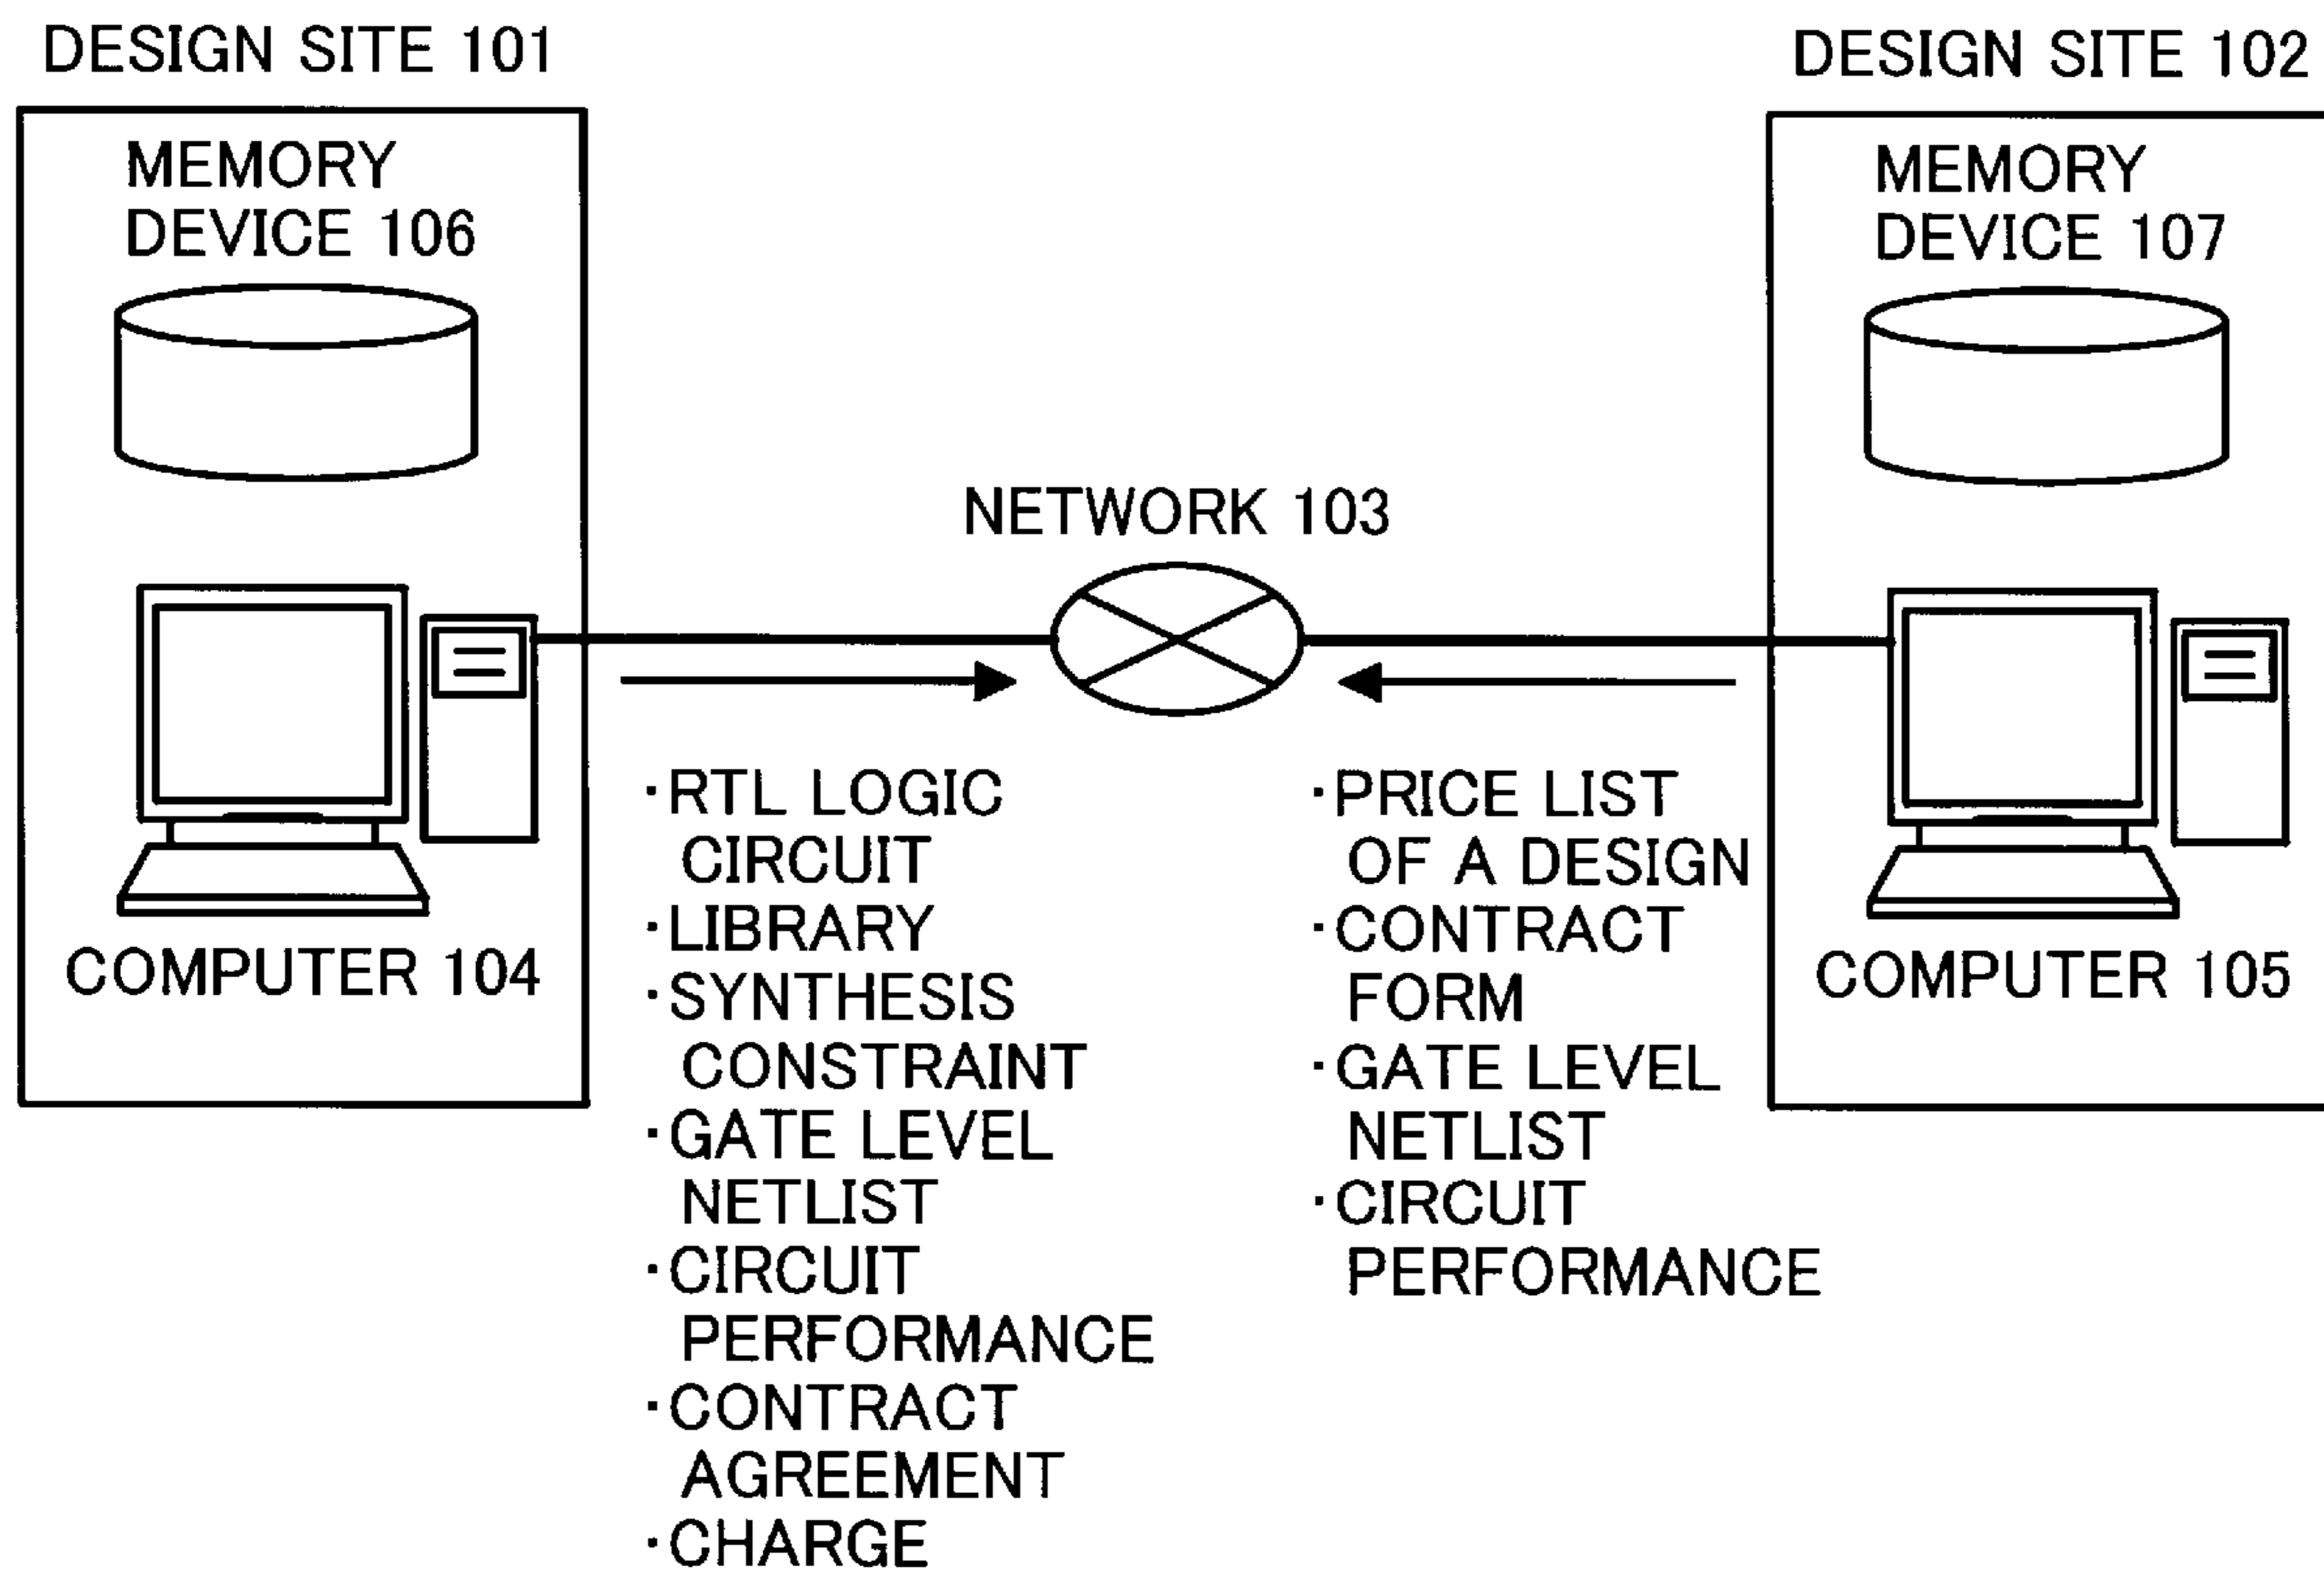 DESIGN SITE 101
MEMORY
DEVICE 106
COMPUTER 104
NETWORK 103
·RTL LOGIC
CIRCUIT
·LIBRARY
·SYNTHESIS
CONSTRAINT
·GATE LEVEL
NETLIST
·CIRCUIT
PERFORMANCE
·CONTRACT
AGREEMENT
·CHARGE
·PRICE LIST
OF A DESIGN
·CONTRACT
FORM
·GATE LEVEL
NETLIST
·CIRCUIT
PERFORMANCE
DESIGN SITE 102
MEMORY
DEVICE 107
COMPUTER 105